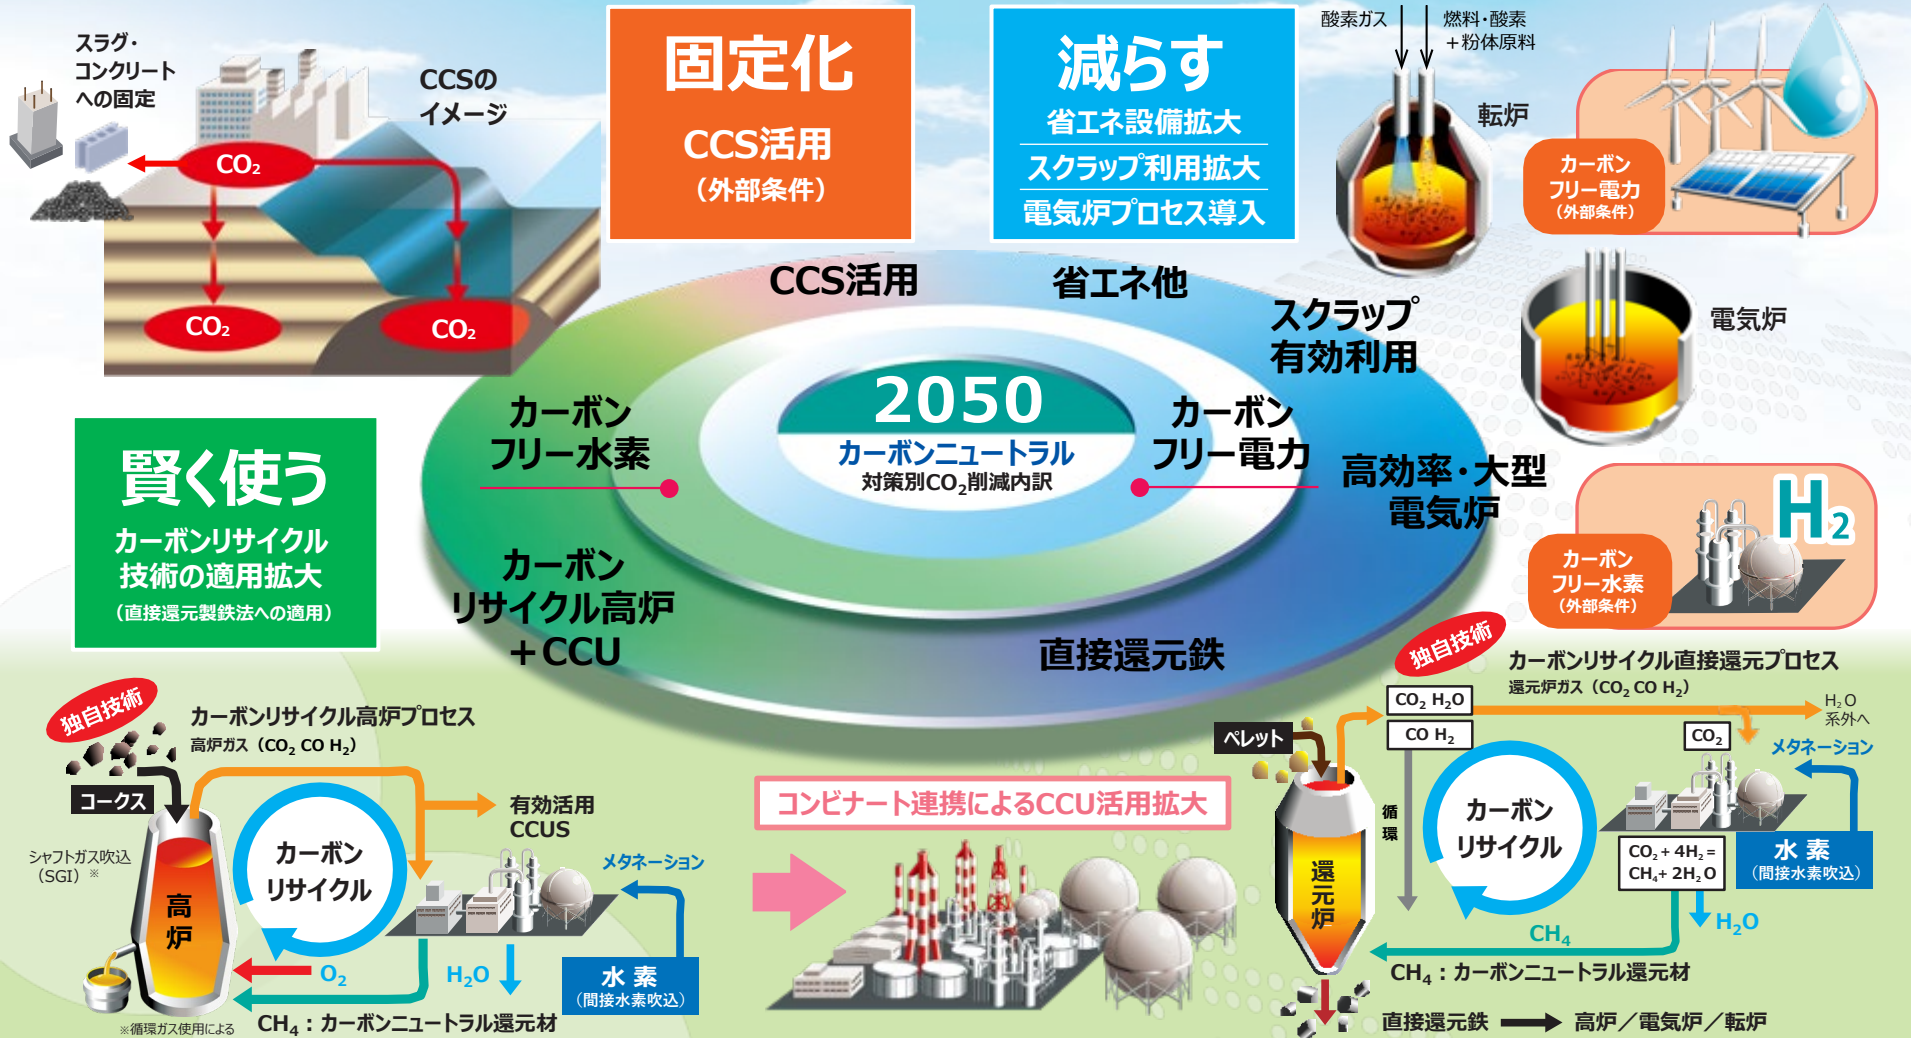 スラグ・
コンクリート
への固定
CCSの
イメージ
CO₂
CO₂
CO₂
固定化
CCS活用
（外部条件）
減らす
省エネ設備拡大
スクラップ利用拡大
電気炉プロセス導入
酸素ガス
燃料・酸素
＋粉体原料
転炉
カーボン
フリー電力
（外部条件）
電気炉
CCS活用
省エネ他
スクラップ
有効利用
カーボン
フリー水素
2050
カーボンニュートラル
対策別CO₂削減内訳
カーボン
フリー電力
高効率・大型
電気炉
カーボン
リサイクル高炉
＋CCU
直接還元鉄
賢く使う
カーボンリサイクル
技術の適用拡大
（直接還元製鉄法への適用）
H₂
カーボン
フリー水素
（外部条件）
独自技術
カーボンリサイクル高炉プロセス
高炉ガス（CO₂ CO H₂）
コークス
シャフトガス吹込
（SGI）※
高炉
カーボン
リサイクル
有効活用
CCUS
メタネーション
O₂
H₂O
水素
（間接水素吹込）
※循環ガス使用による
CH₄：カーボンニュートラル還元材
コンビナート連携によるCCU活用拡大
独自技術
カーボンリサイクル直接還元プロセス
還元炉ガス（CO₂ CO H₂）
CO₂ H₂O
CO H₂
H₂O
系外へ
ペレット
CO₂
メタネーション
循環
カーボン
リサイクル
還元炉
CO₂＋4H₂＝
CH₄＋2H₂O
水素
（間接水素吹込）
H₂O
CH₄
CH₄：カーボンニュートラル還元材
直接還元鉄
高炉／電気炉／転炉